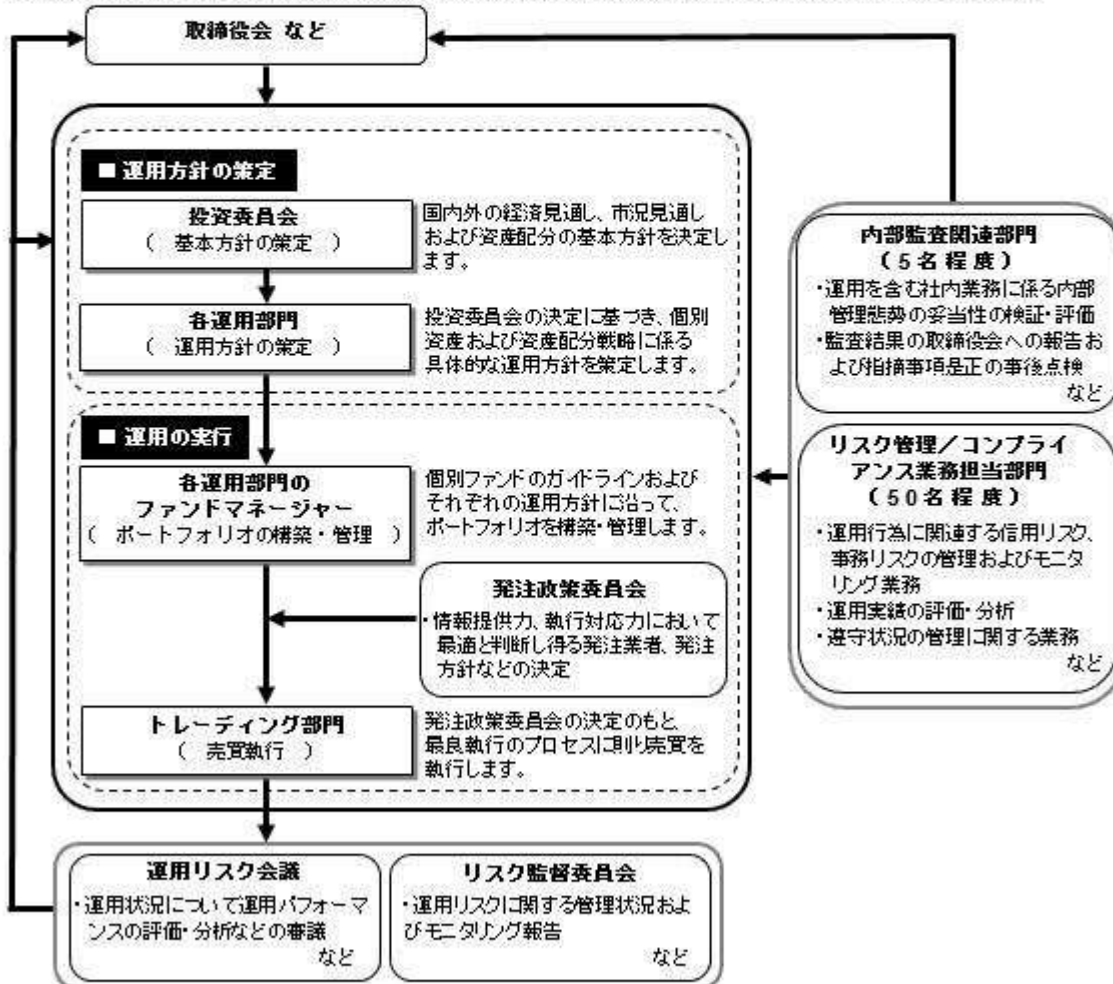 取締役会 など
■ 運用方針の策定
投資委員会
（ 基本方針の策定 ）
国内外の経済見通し、市況見通し
および資産配分の基本方針を決定し
ます。
各運用部門
（ 運用方針の策定 ）
投資委員会の決定に基づき、個別
資産および資産配分戦略に係る
具体的な運用方針を策定します。
■ 運用の実行
各運用部門の
ファンドマネージャー
（ ポートフォリオの構築・管理 ）
個別ファンドのガイドラインおよび
それぞれの運用方針に沿って、
ポートフォリオを構築・管理します。
発注政策委員会
・情報提供力、執行対応力において
最適と判断し得る発注業者、発注
方針などの決定
トレーディング部門
（ 売買執行 ）
発注政策委員会の決定のもと
最良執行のプロセスに則り売買を
執行します。
運用リスク会議
・運用状況について運用パフォーマ
ンスの評価・分析などの審議
など
リスク監督委員会
・運用リスクに関する管理状況およ
びモニタリング報告
など
内部監査関連部門
（５名程度）
・運用を含む社内業務に係る内部
管理態勢の妥当性の検証・評価
・監査結果の取締役会への報告
および指摘事項是正の事後点検
など
リスク管理／コンプライ
アンス業務担当部門
（５０名程度）
・運用行為に関連する信用リスク、
事務リスクの管理およびモニタ
リング業務
・運用実績の評価・分析
・遵守状況の管理に関する業務
など